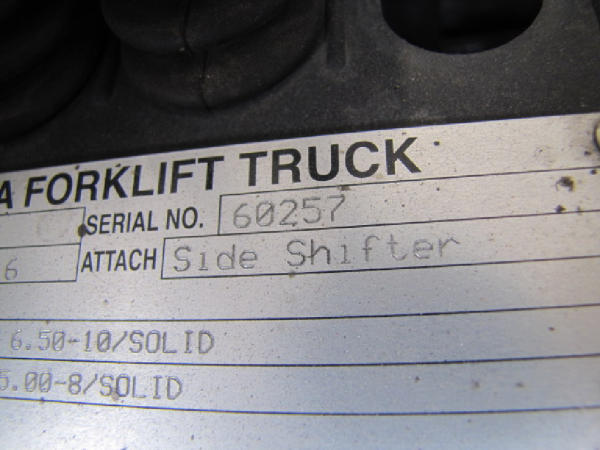 A FORKLIFT TRUCK
SERIAL NO. 60257
6 ATTACH Side Shifter
6.50-10/SOLID
5.00-8/SOLID